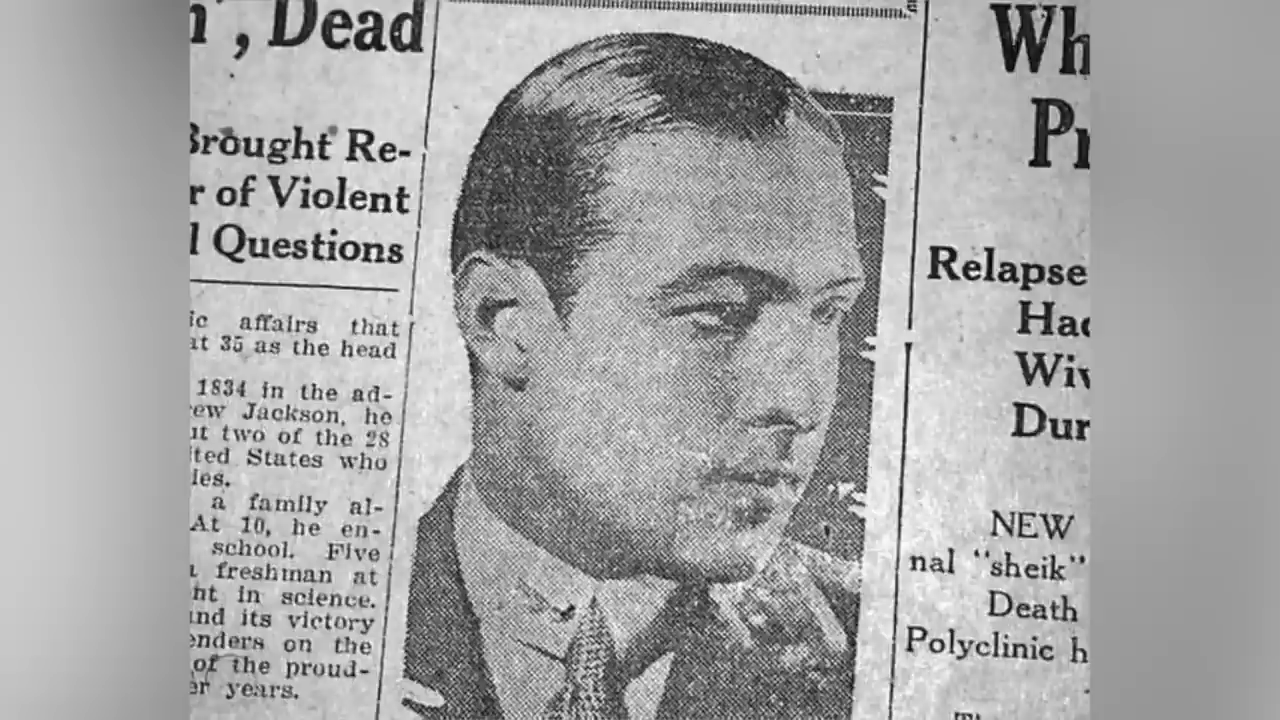 , Dead
Brought Re-
r of Violent
l Questions
ic affairs that
at 35 as the head
1834 in the ad-
ew Jackson, he
ut two of the 28
ited States who
les.
a family al-
At 10, he en-
school. Five
a freshman at
ht in science.
and its victory
enders on the
of the proud-
er years.
Wh
Pr
Relapse
Had
Wiv
Dur
NEW
nal "sheik"
Death
Polyclinic h